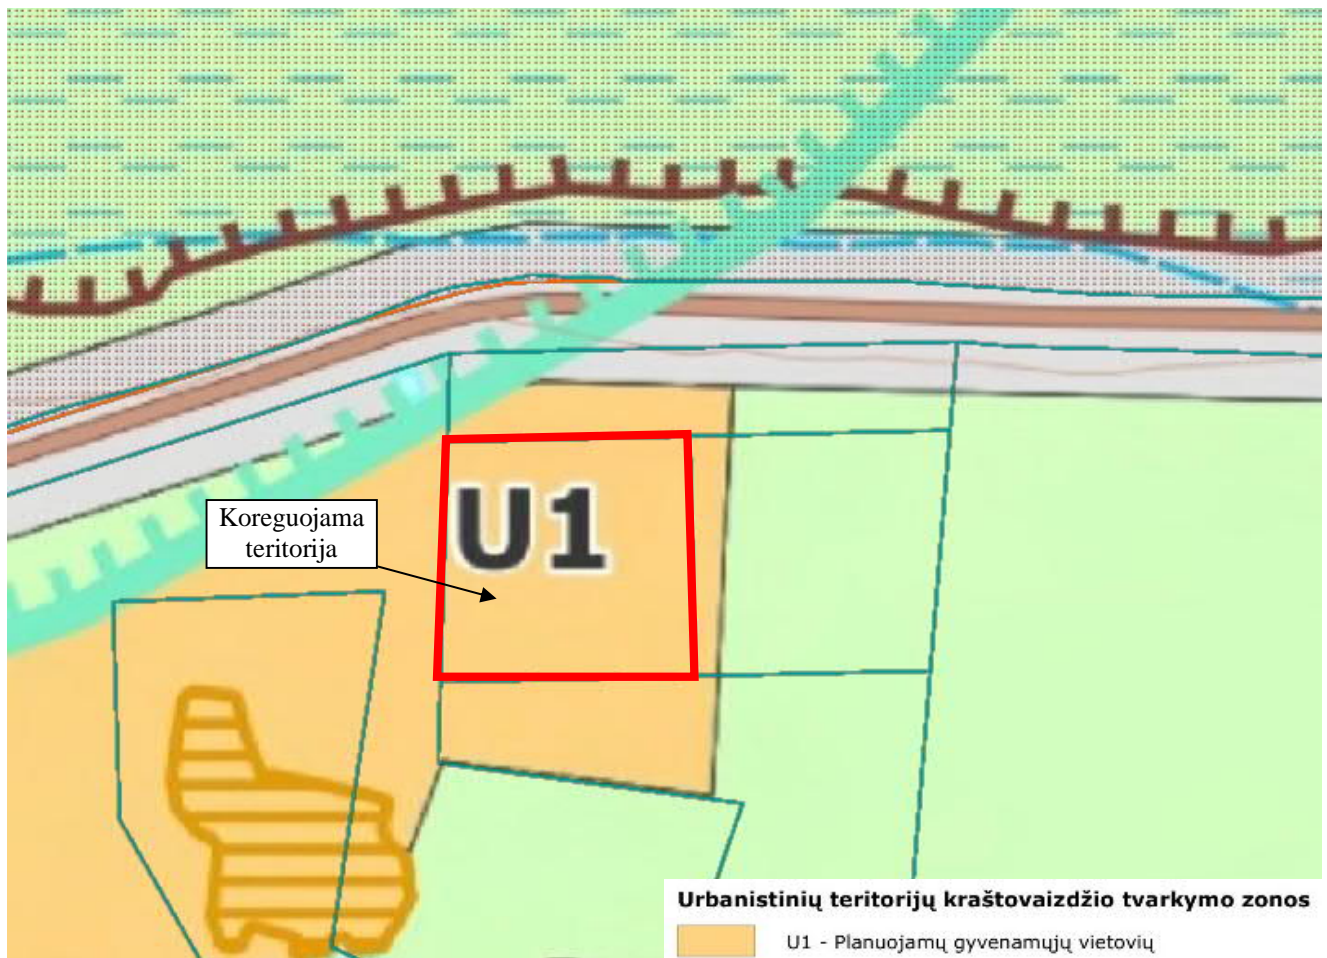 Koreguojama
teritorija
U1
Urbanistinių teritorijų kraštovaizdžio tvarkymo zonos
U1 - Planuojamų gyvenamųjų vietovių